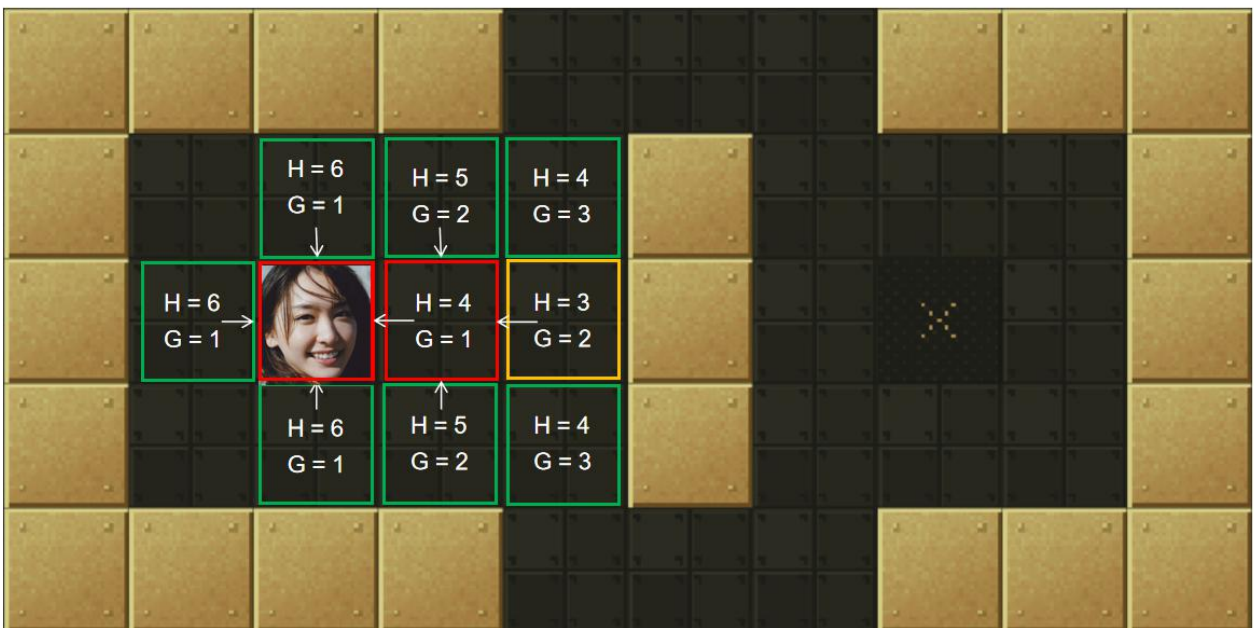 H = 6
G = 1
H = 5
G = 2
H = 4
G = 3
H = 6
G = 1
H = 4
G = 1
H = 3
G = 2
H = 6
G = 1
H = 5
G = 2
H = 4
G = 3